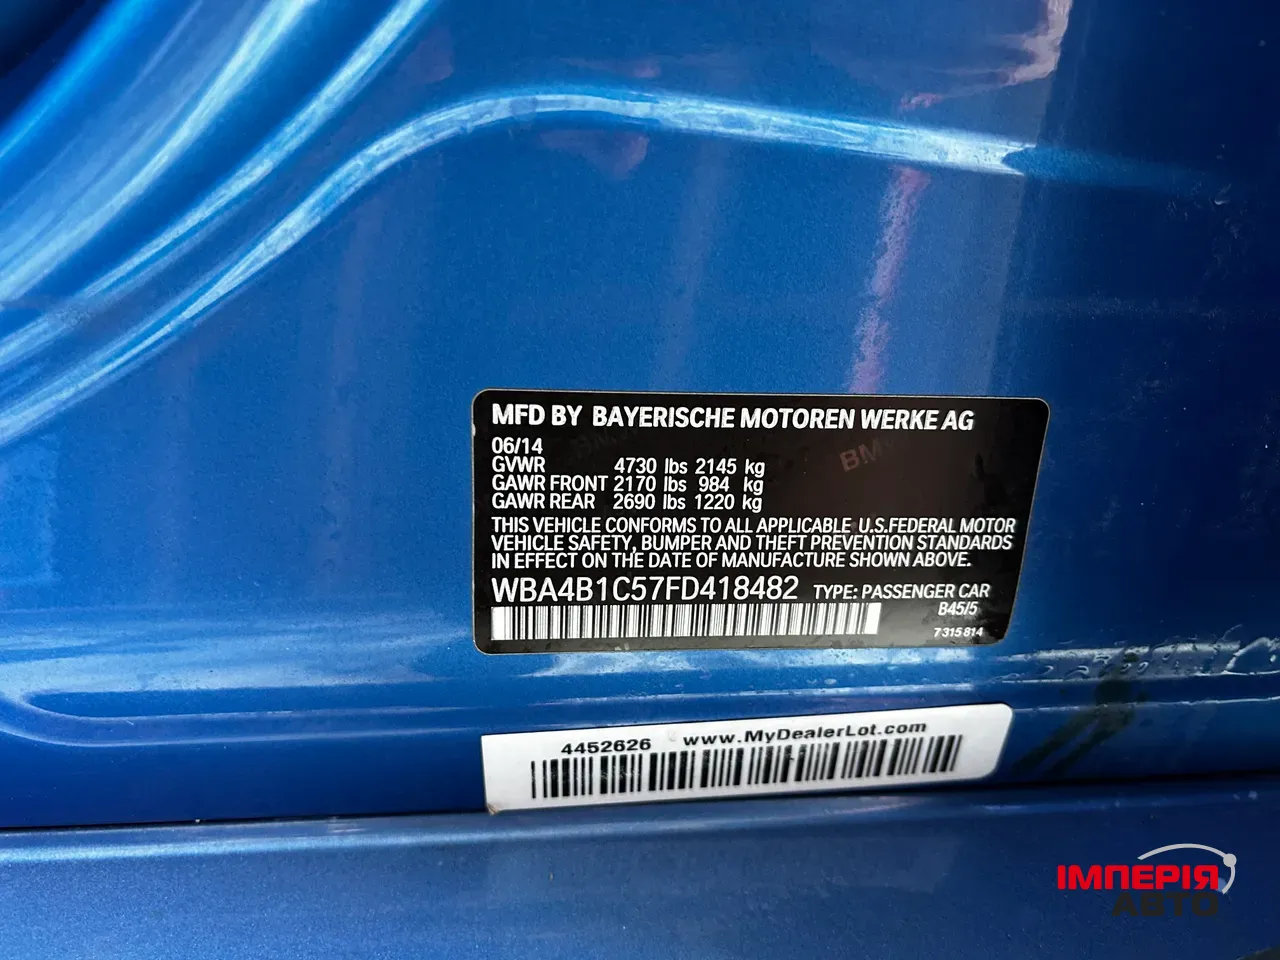 MFD BY BAYERISCHE MOTOREN WERKE AG
06/14
GVWR 4730 lbs 2145 kg
GAWR FRONT 2170 lbs 984 kg
GAWR REAR 2690 lbs 1220 kg
THIS VEHICLE CONFORMS TO ALL APPLICABLE U.S.FEDERAL MOTOR
VEHICLE SAFETY, BUMPER AND THEFT PREVENTION STANDARDS
IN EFFECT ON THE DATE OF MANUFACTURE SHOWN ABOVE.
WBA4B1C57FD418482 TYPE: PASSENGER CAR
B45/5
7315814
4452626 www.MyDealerLot.com
ІМПЕРІЯ
АВТО